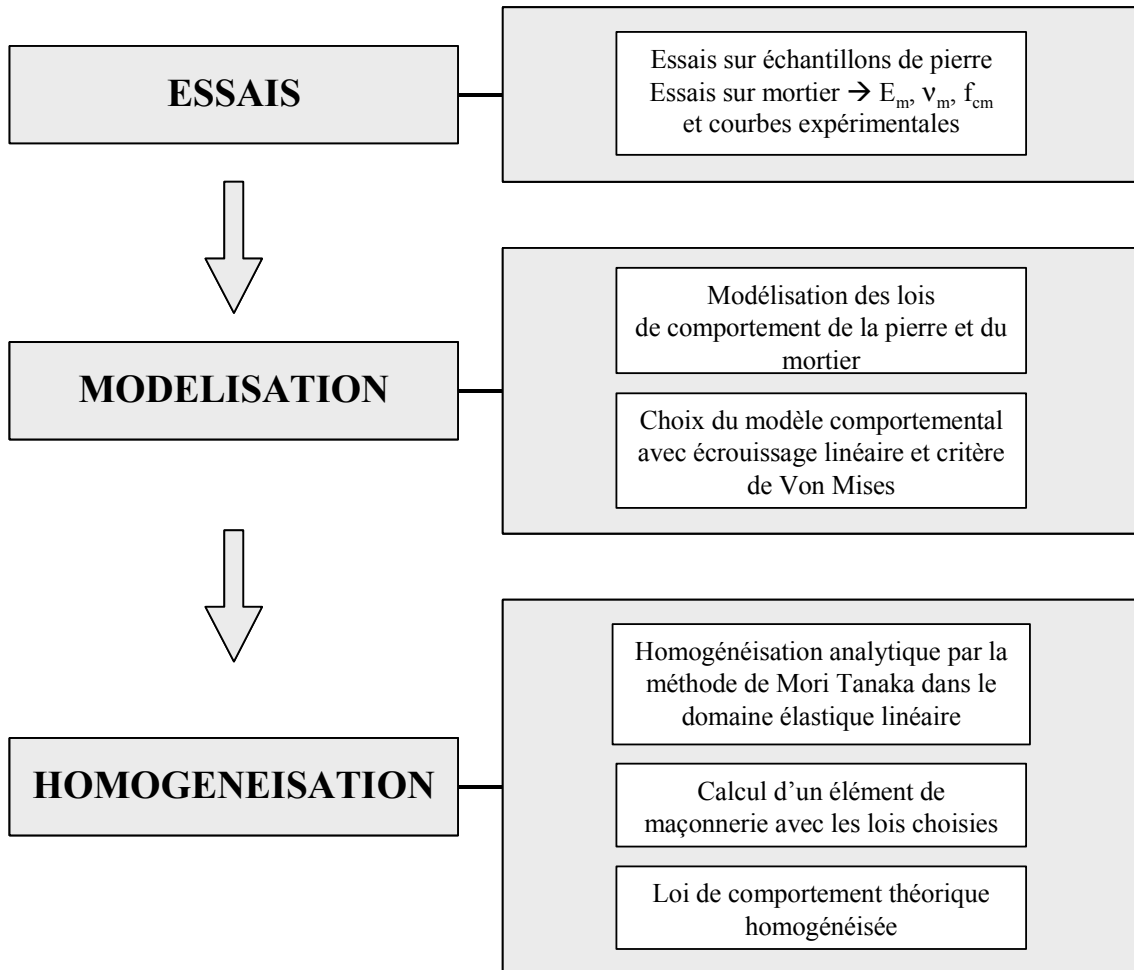 ESSAIS
Essais sur échantillons de pierre
Essais sur mortier → Eₘ, νₘ, f_cm
et courbes expérimentales
MODELISATION
Modélisation des lois
de comportement de la pierre et du
mortier
Choix du modèle comportemental
avec écrouissage linéaire et critère
de Von Mises
HOMOGENEISATION
Homogénéisation analytique par la
méthode de Mori Tanaka dans le
domaine élastique linéaire
Calcul d’un élément de
maçonnerie avec les lois choisies
Loi de comportement théorique
homogénéisée